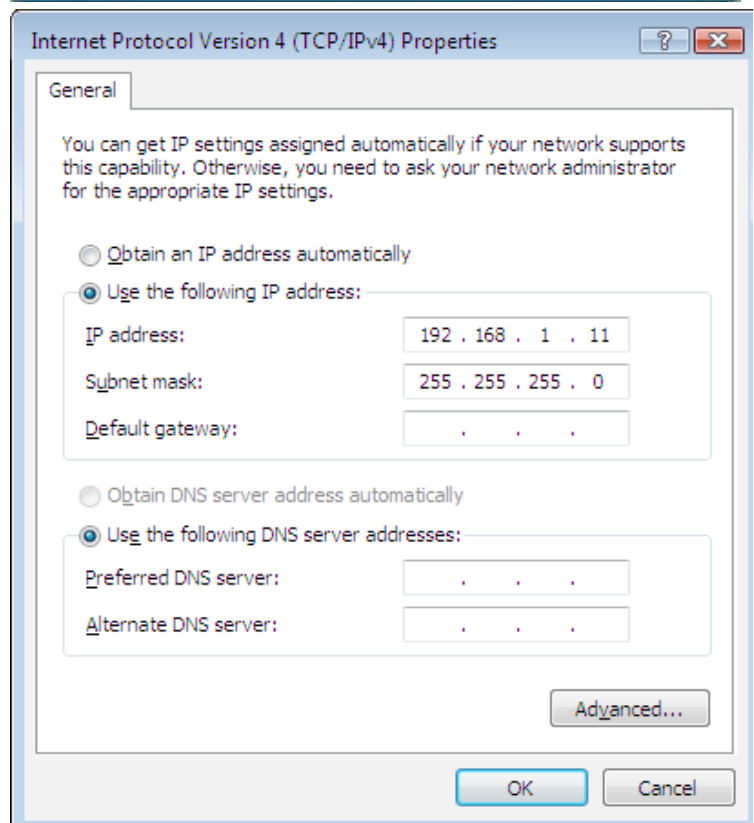 Internet Protocol Version 4 (TCP/IPv4) Properties
General
You can get IP settings assigned automatically if your network supports
this capability. Otherwise, you need to ask your network administrator
for the appropriate IP settings.
Obtain an IP address automatically
Use the following IP address:
IP address: 192 . 168 . 1 . 11
Subnet mask: 255 . 255 . 255 . 0
Default gateway: . . .
Obtain DNS server address automatically
Use the following DNS server addresses:
Preferred DNS server: . . .
Alternate DNS server: . . .
Advanced...
OK Cancel